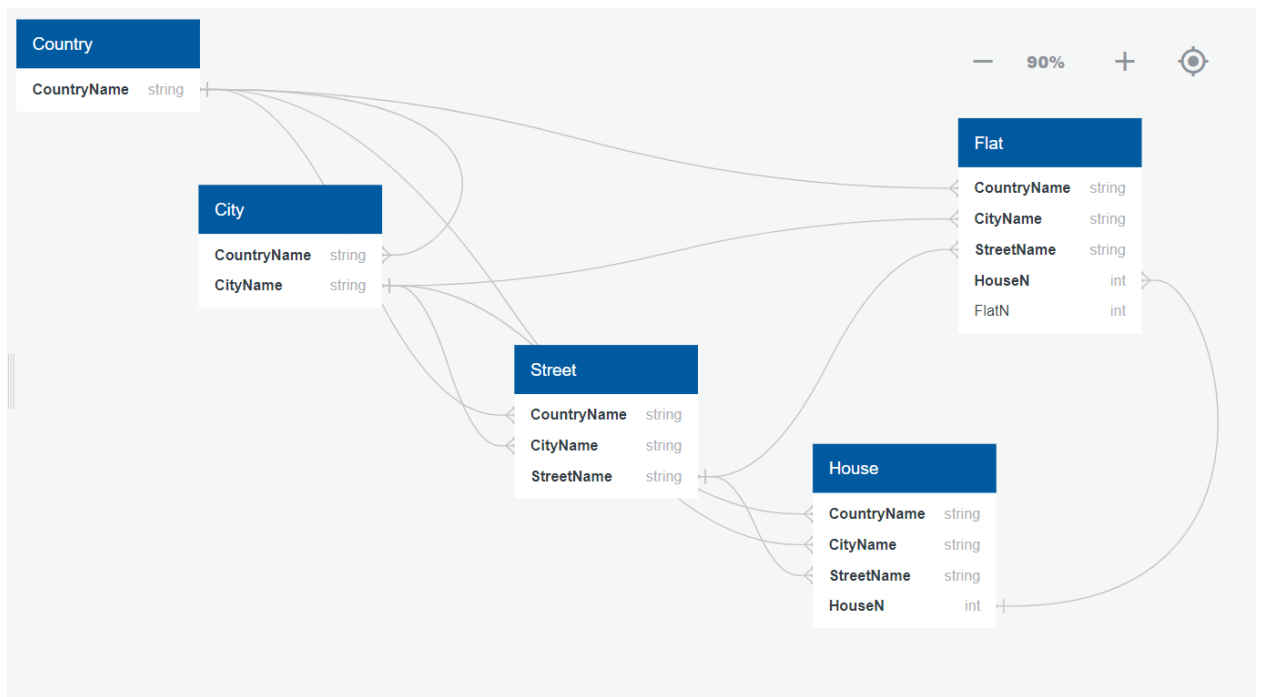 Country
CountryName string
90%
Flat
CountryName string
CityName string
StreetName string
HouseN int
FlatN int
City
CountryName string
CityName string
Street
CountryName string
CityName string
StreetName string
House
CountryName string
CityName string
StreetName string
HouseN int